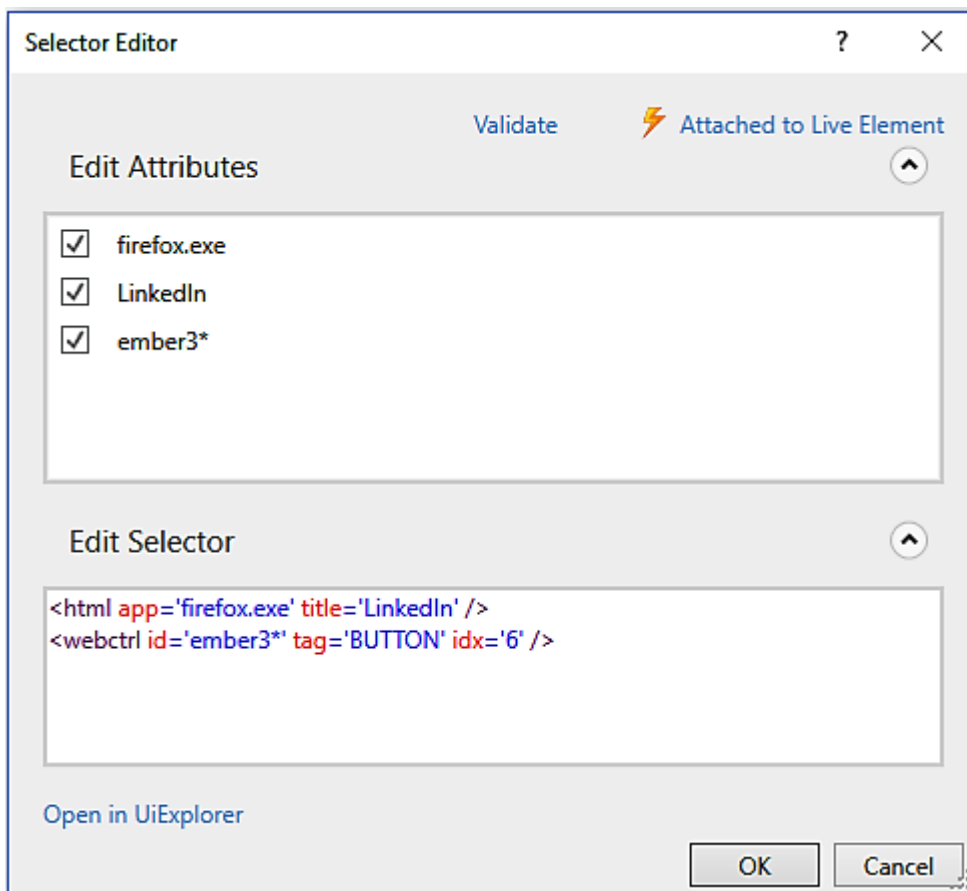 Selector Editor ?
Validate Attached to Live Element
Edit Attributes
firefox.exe
LinkedIn
ember3*
Edit Selector
<html app='firefox.exe' title='LinkedIn' />
<webctrl id='ember3*' tag='BUTTON' idx='6' />
Open in UiExplorer
OK Cancel